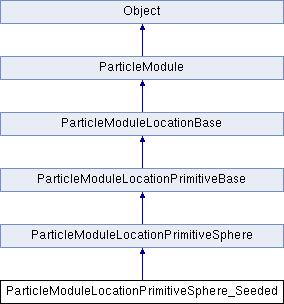 Object
ParticleModule
ParticleModuleLocationBase
ParticleModuleLocationPrimitiveBase
ParticleModuleLocationPrimitiveSphere
ParticleModuleLocationPrimitiveSphere_Seeded